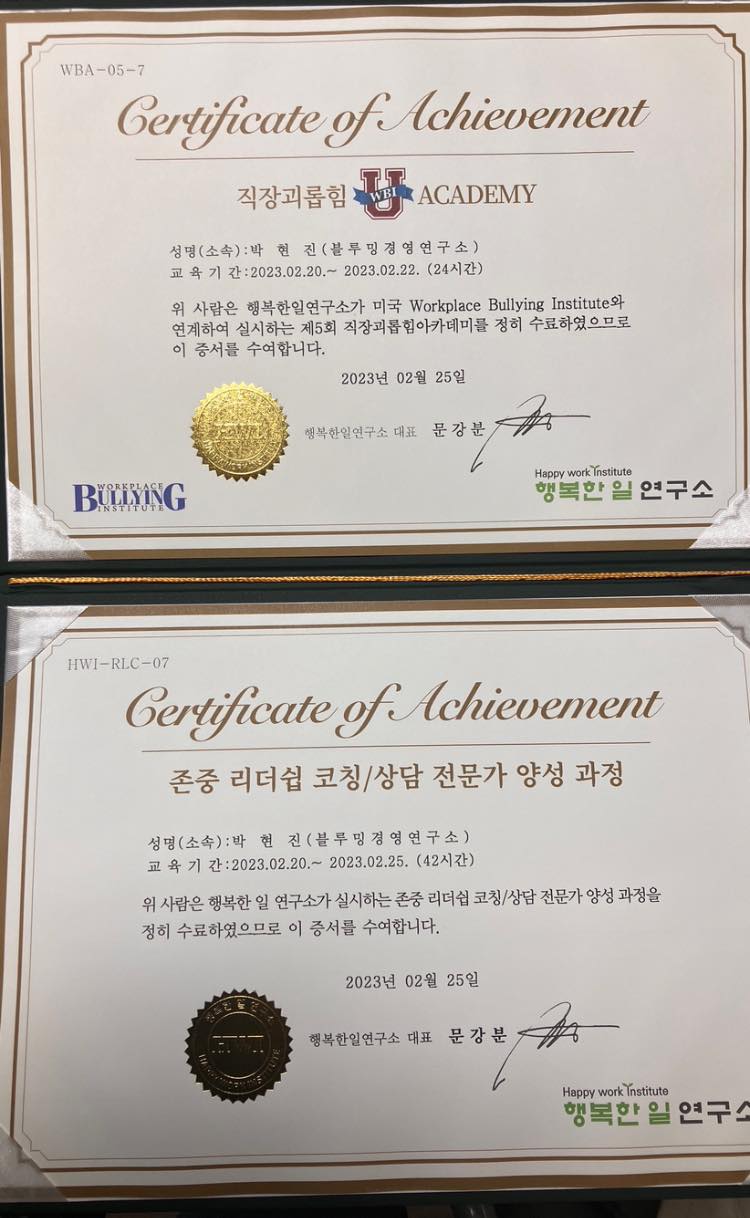 WBA-05-7
Certificate of Achievement
직장괴롭힘 U WBI ACADEMY
성명(소속):박 현 진(블루밍경영연구소)
교 육 기 간:2023.02.20.~ 2023.02.22. (24시간)
위 사람은 행복한일연구소가 미국 Workplace Bullying Institute와
연계하여 실시하는 제5회 직장괴롭힘아카데미를 정히 수료하였으므로
이 증서를 수여합니다.
2023년 02월 25일
행복한일연구소 대표 문강분
WORKPLACE
BULLYING
INSTITUTE
Happy work institute
행복한 일 연구소
HWI-RLC-07
Certificate of Achievement
존중 리더쉽 코칭/상담 전문가 양성 과정
성명(소속):박 현 진(블루밍경영연구소)
교 육 기 간:2023.02.20.~ 2023.02.25. (42시간)
위 사람은 행복한 일 연구소가 실시하는 존중 리더쉽 코칭/상담 전문가 양성 과정을
정히 수료하였으므로 이 증서를 수여합니다.
2023년 02월 25일
행복한 일 연구소
HWI
HAPPY WORK INSTITUTE
행복한일연구소 대표 문강분
Happy work institute
행복한 일 연구소